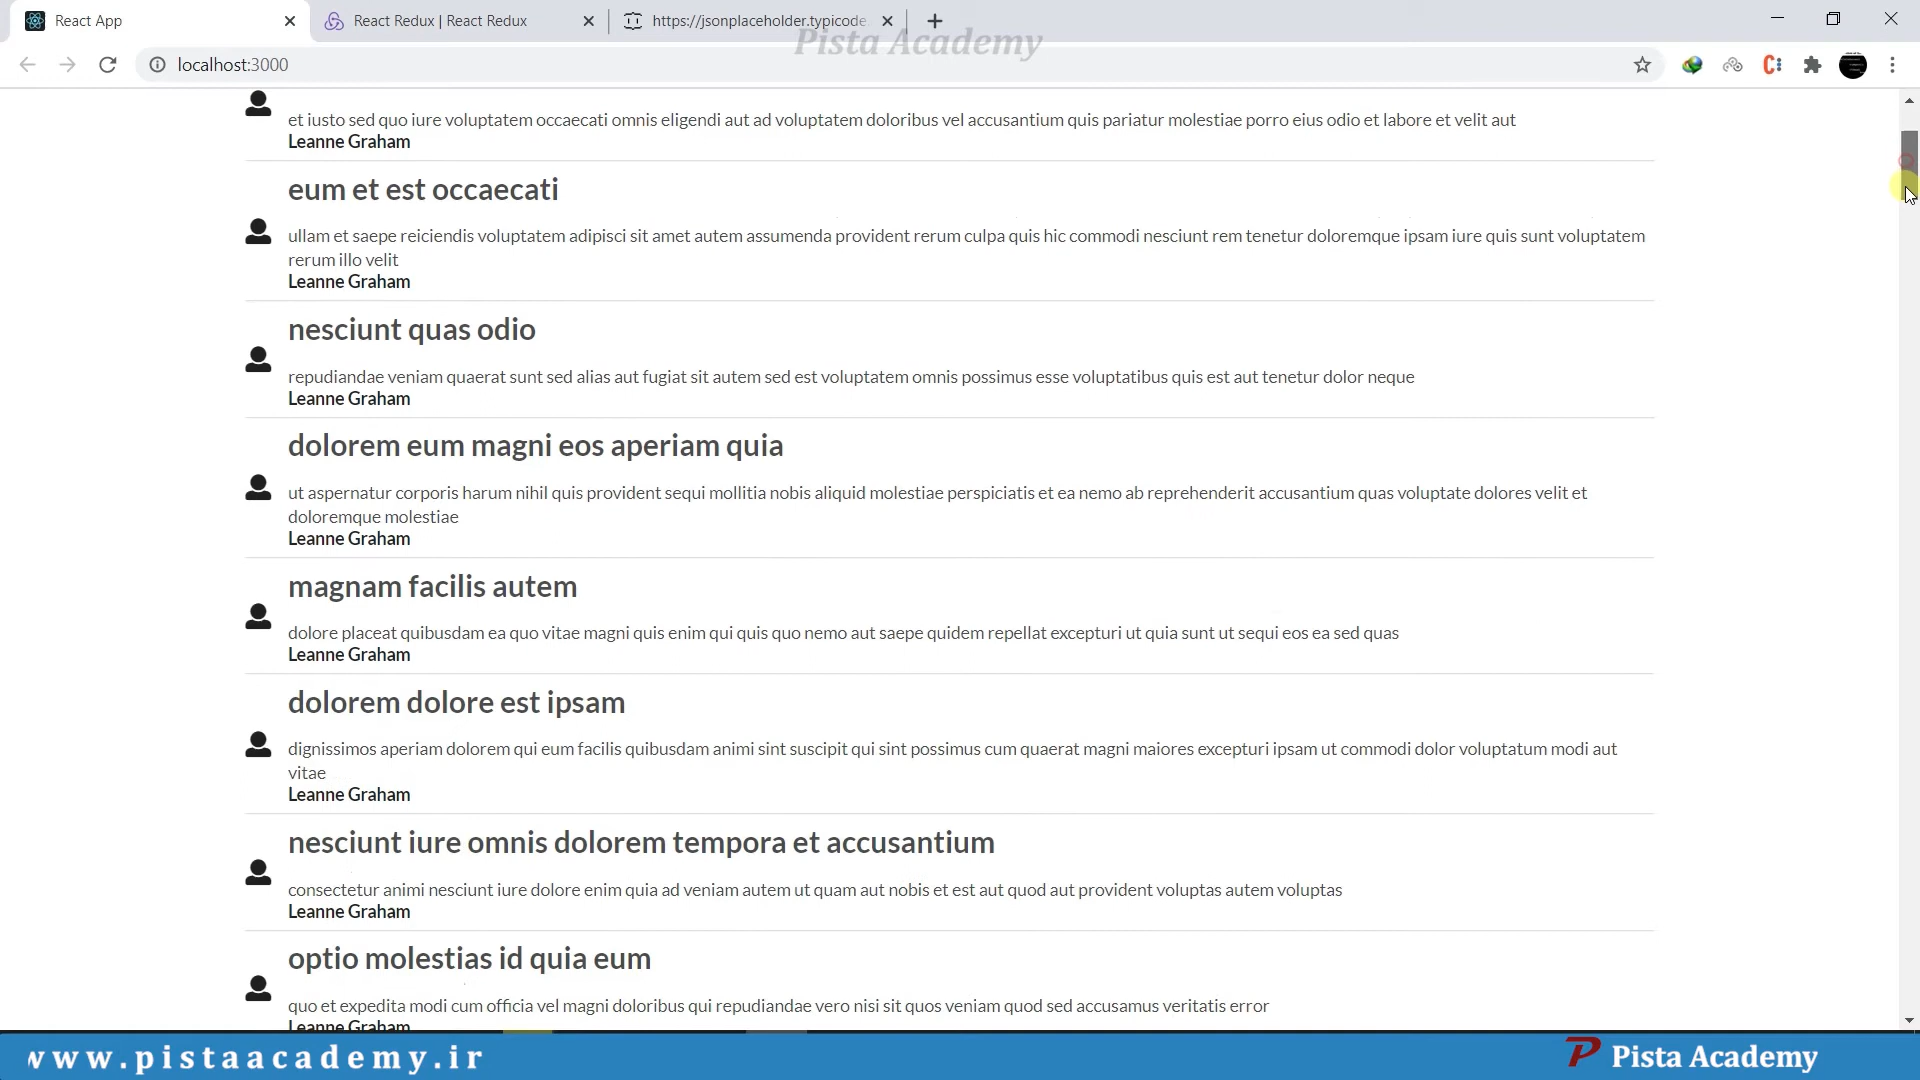 React App
React Redux | React Redux
https://jsonplaceholder.typicode.
Pista Academy
localhost:3000
et iusto sed quo iure voluptatem occaecati omnis eligendi aut ad voluptatem doloribus vel accusantium quis pariatur molestiae porro eius odio et labore et velit aut
Leanne Graham
eum et est occaecati
ullam et saepe reiciendis voluptatem adipisci sit amet autem assumenda provident rerum culpa quis hic commodi nesciunt rem tenetur doloremque ipsam iure quis sunt voluptatem
rerum illo velit
Leanne Graham
nesciunt quas odio
repudiandae veniam quaerat sunt sed alias aut fugiat sit autem sed est voluptatem omnis possimus esse voluptatibus quis est aut tenetur dolor neque
Leanne Graham
dolorem eum magni eos aperiam quia
ut aspernatur corporis harum nihil quis provident sequi mollitia nobis aliquid molestiae perspiciatis et ea nemo ab reprehenderit accusantium quas voluptate dolores velit et
doloremque molestiae
Leanne Graham
magnam facilis autem
dolore placeat quibusdam ea quo vitae magni quis enim qui quis quo nemo aut saepe quidem repellat excepturi ut quia sunt ut sequi eos ea sed quas
Leanne Graham
dolorem dolore est ipsam
dignissimos aperiam dolorem qui eum facilis quibusdam animi sint suscipit qui sint possimus cum quaerat magni maiores excepturi ipsam ut commodi dolor voluptatum modi aut
vitae
Leanne Graham
nesciunt iure omnis dolorem tempora et accusantium
consectetur animi nesciunt iure dolore enim quia ad veniam autem ut quam aut nobis et est aut quod aut provident voluptas autem voluptas
Leanne Graham
optio molestias id quia eum
quo et expedita modi cum officia vel magni doloribus qui repudiandae vero nisi sit quos veniam quod sed accusamus veritatis error
Leanne Graham
www.pistaacademy.ir
Pista Academy